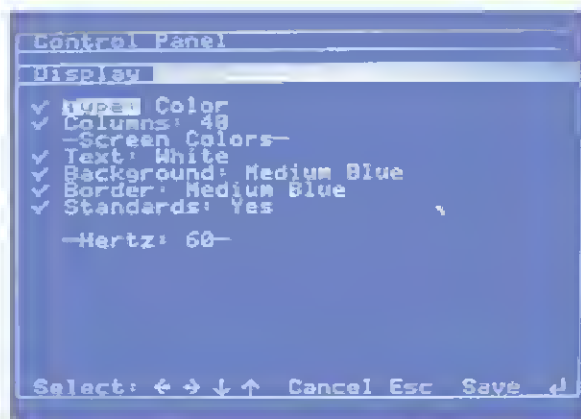 Control Panel
Display
✓ Type: Color
✓ Columns: 40
—Screen Colors—
✓ Text: White
✓ Background: Medium Blue
✓ Border: Medium Blue
✓ Standards: Yes
—Hertz: 60—
Select: ← → ↓ ↑ Cancel Esc Save ↵